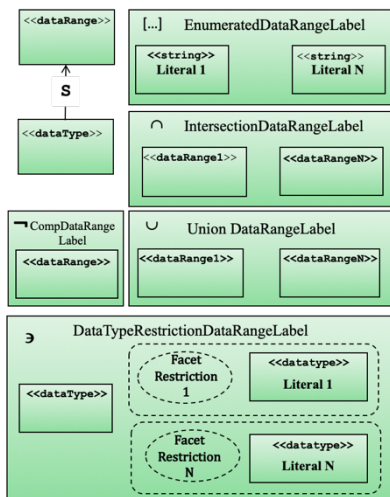 <<dataRange>>
S
<<dataType>>
[...] EnumeratedDataRangeLabel
<<string>> <<string>>
Literal 1 Literal N
∩ IntersectionDataRangeLabel
<<dataRange1>> <<dataRangeN>>
¬ CompDataRange
Label
<<dataRange>>
∪ Union DataRangeLabel
<<dataRange1>> <<dataRangeN>>
∍ DataTypeRestrictionDataRangeLabel
<<dataType>>
Facet
Restriction
1
<<datatype>>
Literal 1
Facet
Restriction
N
<<datatype>>
Literal N